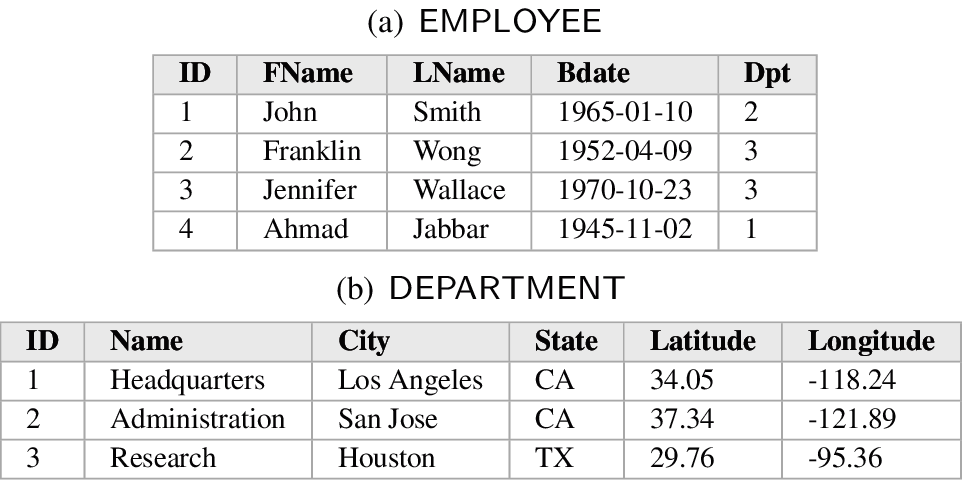 (a) EMPLOYEE
ID FName LName Bdate Dpt
1 John Smith 1965-01-10 2
2 Franklin Wong 1952-04-09 3
3 Jennifer Wallace 1970-10-23 3
4 Ahmad Jabbar 1945-11-02 1
(b) DEPARTMENT
ID Name City State Latitude Longitude
1 Headquarters Los Angeles CA 34.05 -118.24
2 Administration San Jose CA 37.34 -121.89
3 Research Houston TX 29.76 -95.36